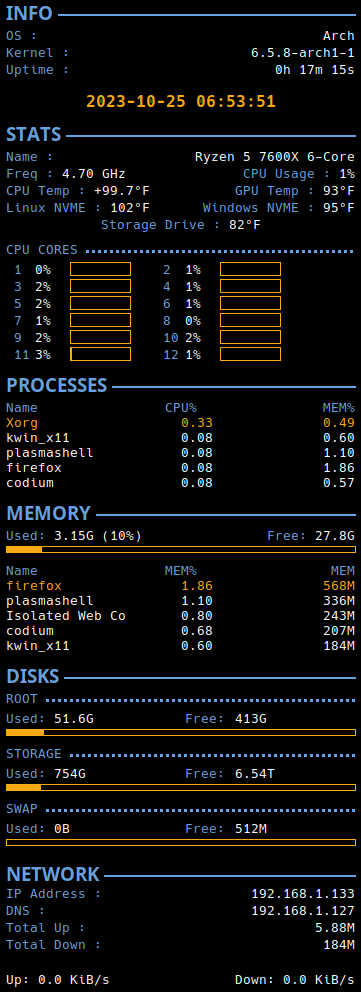 INFO
OS : Arch
Kernel : 6.5.8-arch1-1
Uptime : 0h 17m 15s
2023-10-25 06:53:51
STATS
Name : Ryzen 5 7600X 6-Core
Freq : 4.70 GHz CPU Usage : 1%
CPU Temp : +99.7°F GPU Temp : 93°F
Linux NVME : 102°F Windows NVME : 95°F
Storage Drive : 82°F
CPU CORES
1 0% 2 1%
3 2% 4 1%
5 2% 6 1%
7 1% 8 0%
9 2% 10 2%
11 3% 12 1%
PROCESSES
Name CPU% MEM%
Xorg 0.33 0.49
kwin_x11 0.08 0.60
plasmashell 0.08 1.10
firefox 0.08 1.86
codium 0.08 0.57
MEMORY
Used: 3.15G (10%) Free: 27.8G
Name MEM% MEM
firefox 1.86 568M
plasmashell 1.10 336M
Isolated Web Co 0.80 243M
codium 0.68 207M
kwin_x11 0.60 184M
DISKS
ROOT
Used: 51.6G Free: 413G
STORAGE
Used: 754G Free: 6.54T
SWAP
Used: 0B Free: 512M
NETWORK
IP Address : 192.168.1.133
DNS : 192.168.1.127
Total Up : 5.88M
Total Down : 184M
Up: 0.0 KiB/s Down: 0.0 KiB/s